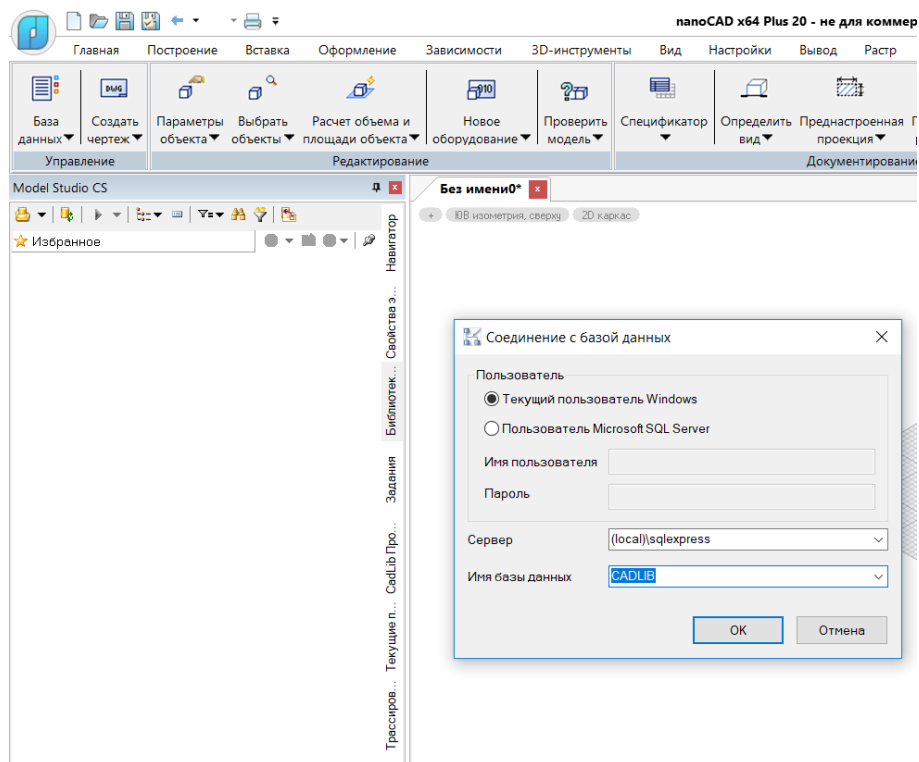 nanoCAD x64 Plus 20 - не для коммер
Главная Построение Вставка Оформление Зависимости 3D-инструменты Вид Настройки Вывод Растр
DWG 010
База Создать Параметры Выбрать Расчет объема и Новое Проверить Спецификатор Определить Преднастроенная
данных чертеж объекта объекты площади объекта оборудование модель вид проекция
Управление Редактирование Документировани
Model Studio CS
Без имени0*
+ ЮВ изометрия, сверху 2D каркас
Избранное
Навигатор
Свойства э...
Библиотек...
Задания
CadLib Про...
Текущие п...
Трассиров...
Соединение с базой данных
Пользователь
Текущий пользователь Windows
Пользователь Microsoft SQL Server
Имя пользователя
Пароль
Сервер (local)\sqlexpress
Имя базы данных CADLIB
ОК Отмена